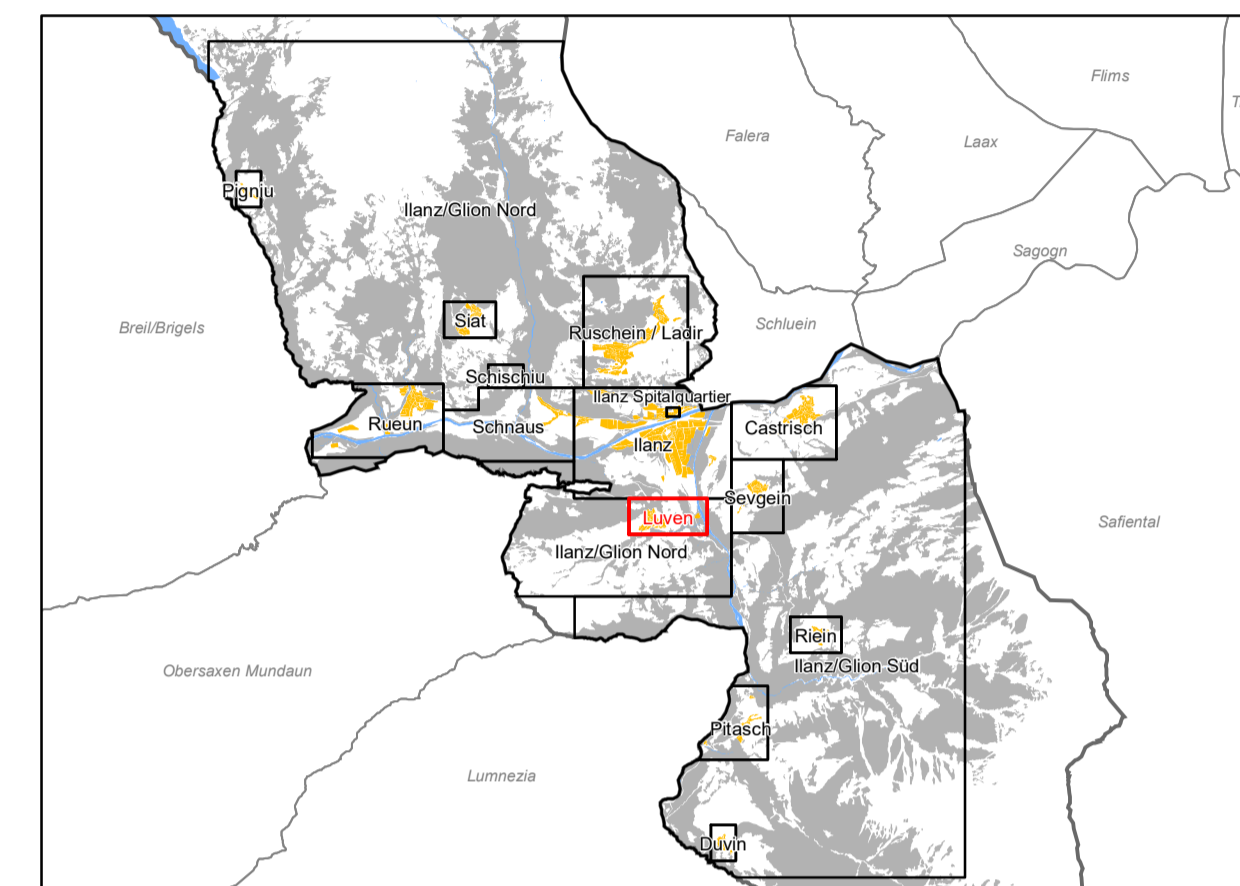 Flims
T
Falera
Laax
Pigniu
Ilanz/Glion Nord
Sagogn
Breil/Brigels
Siat
Ruschein / Ladir
Schluein
Schischiu
Ilanz Spitalquartier
Rueun
Schnaus
Castrisch
Ilanz
Sevgein
Luven
Safiental
Ilanz/Glion Nord
Riein
Ilanz/Glion Süd
Obersaxen Mundaun
Pitasch
Lumnezia
Duvin